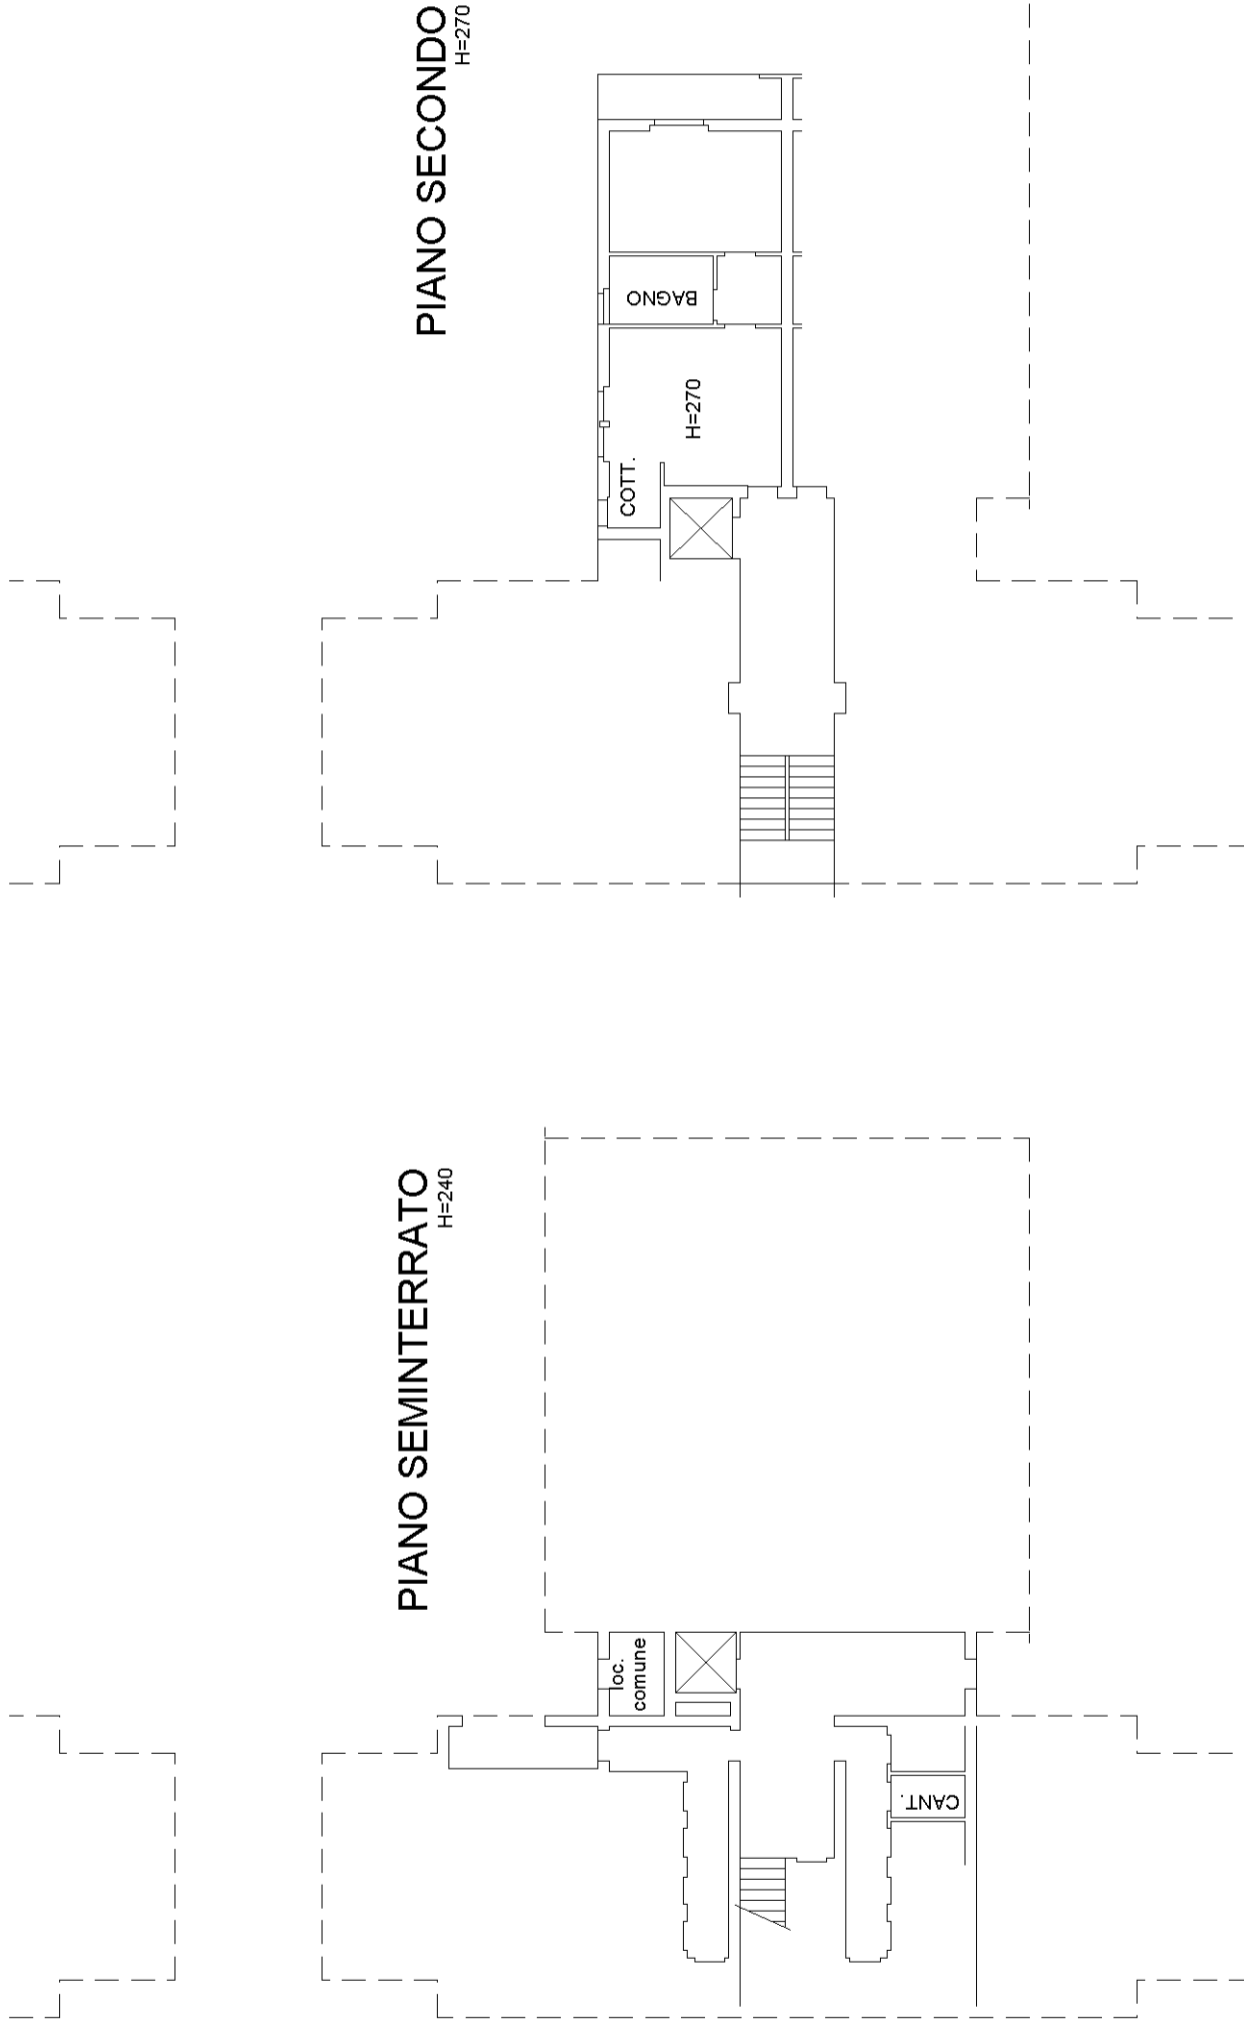 PIANO SECONDO
H=270
BAGNO
H=270
COTT.
PIANO SEMINTERRATO
H=240
loc.
comune
CANT.